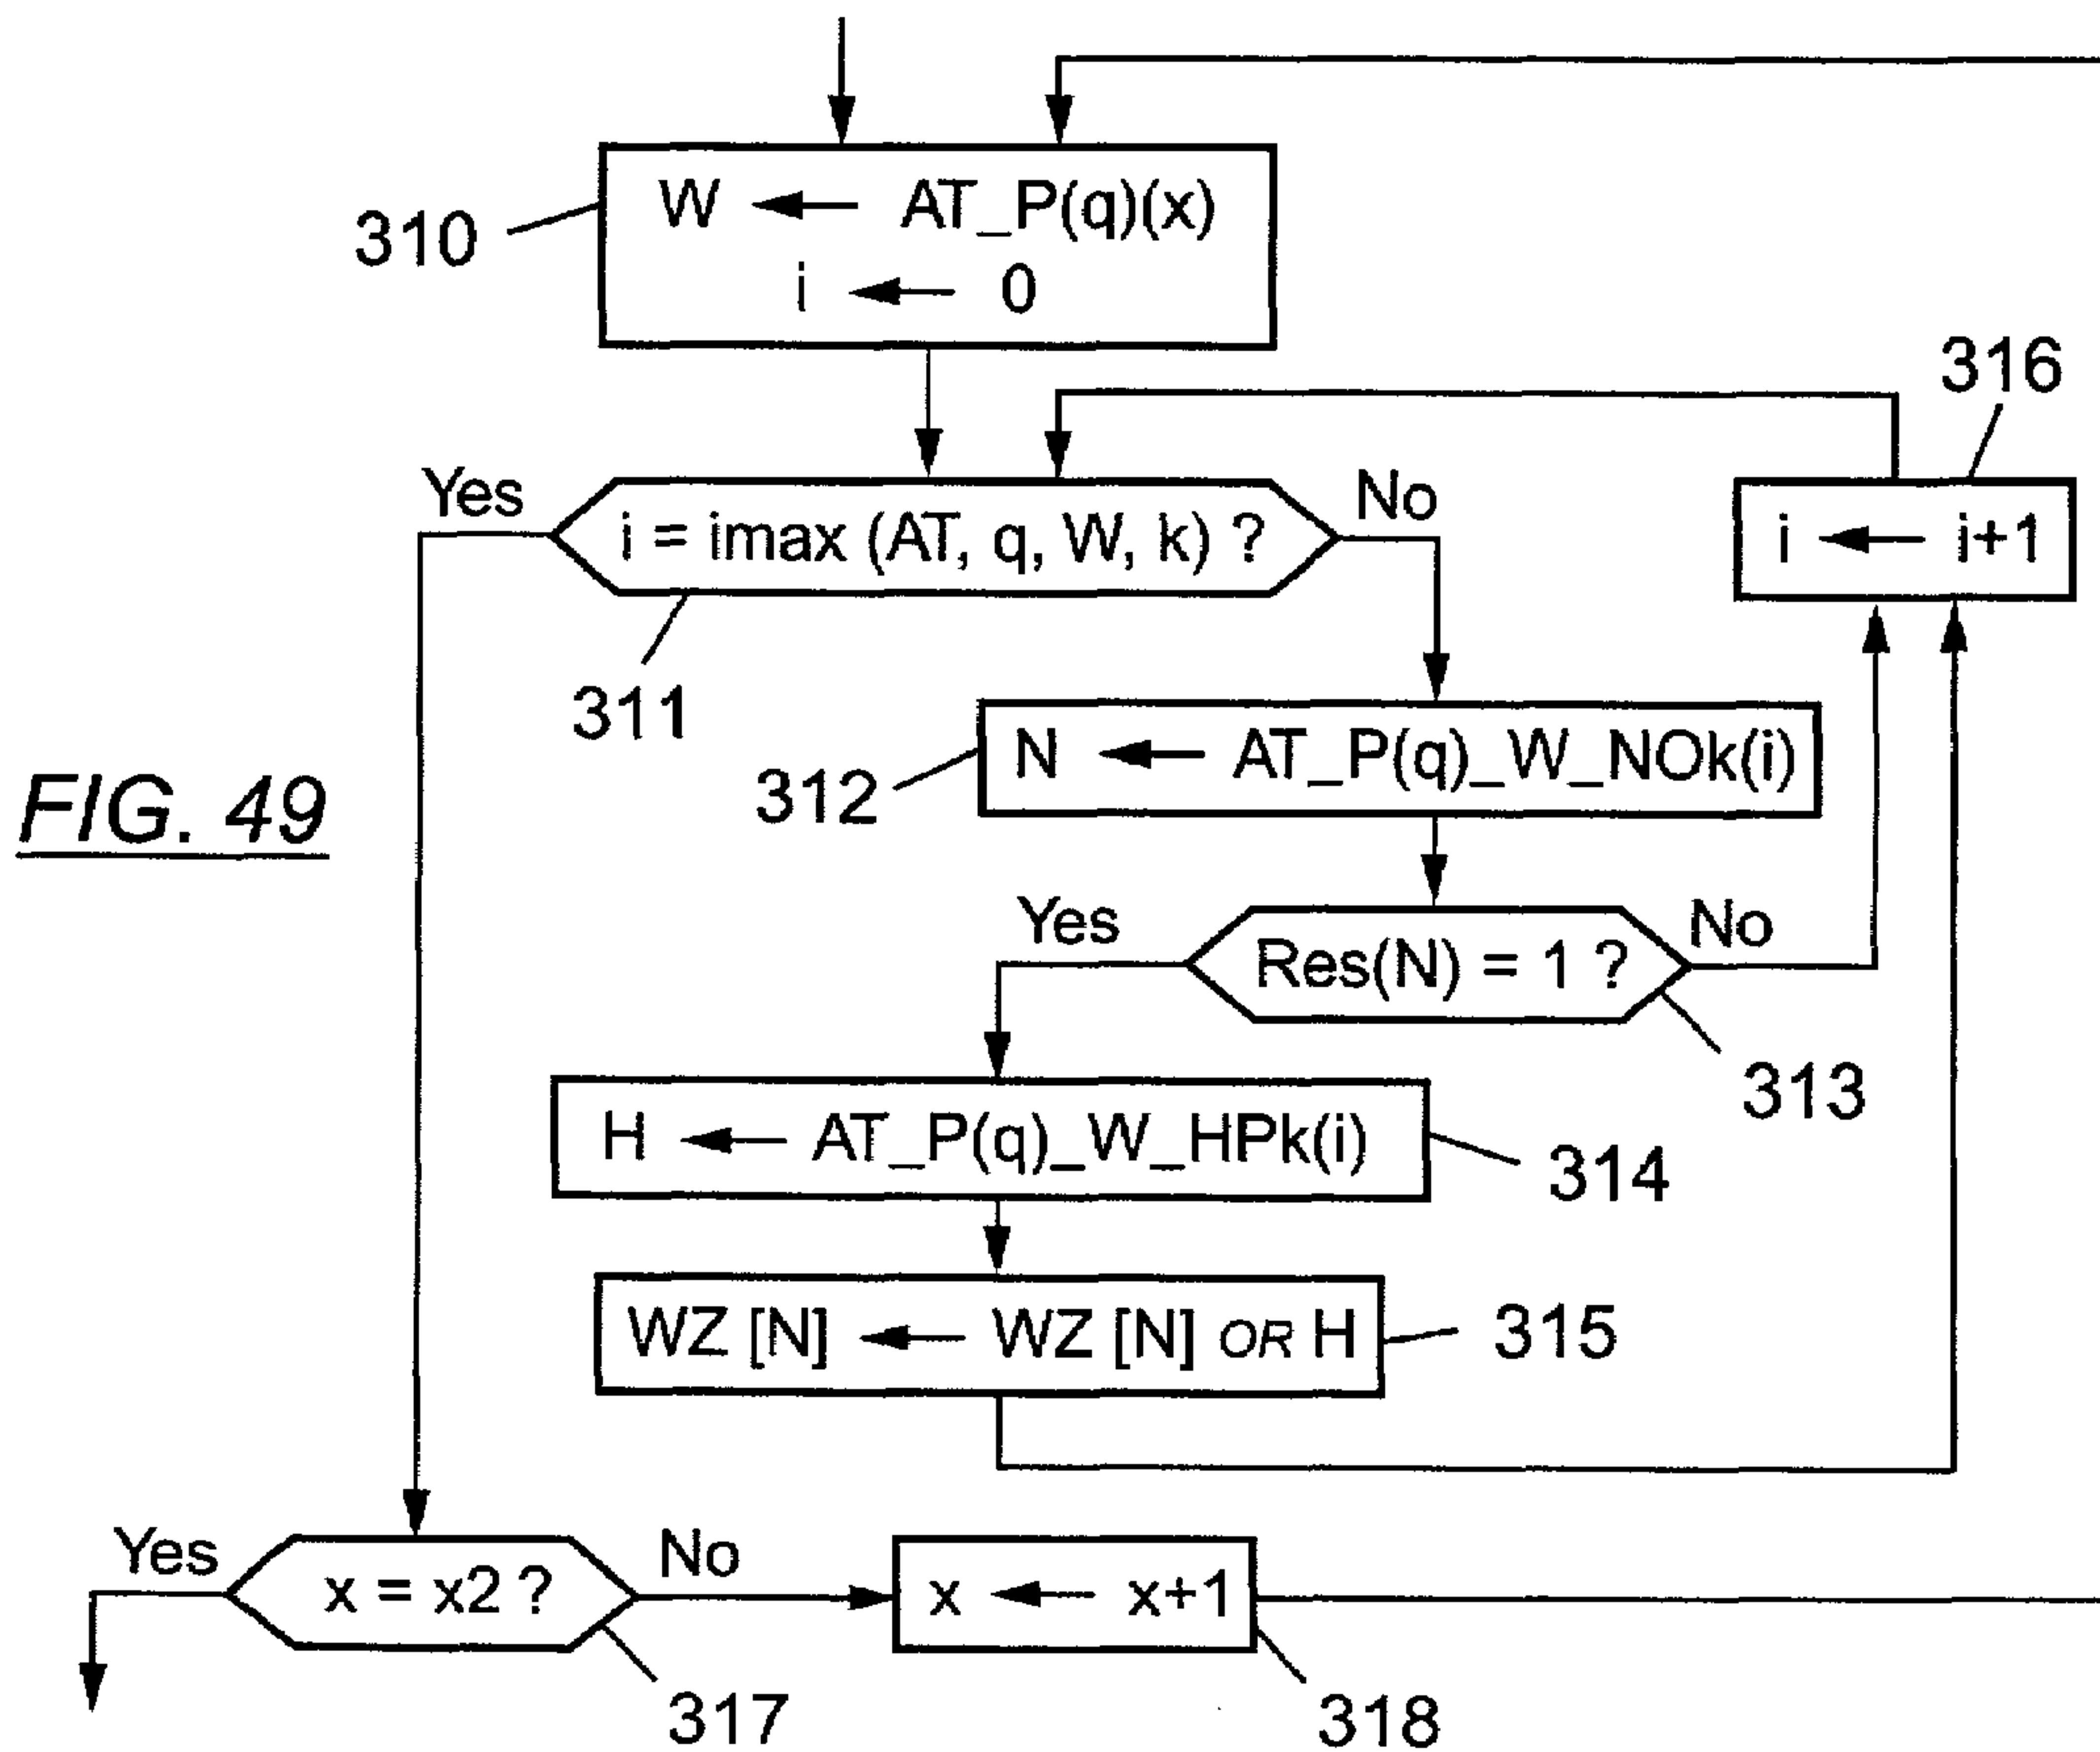 310
W ← AT_P(q)(x)
i ← 0
316
Yes
i = imax (AT, q, W, k) ?
No
i ← i+1
311
312
N ← AT_P(q)_W_NOk(i)
FIG. 49
Yes
Res(N) = 1 ?
No
313
H ← AT_P(q)_W_HPk(i)
314
WZ [N] ← WZ [N] OR H
315
Yes
x = x2 ?
No
x ← x+1
317
318